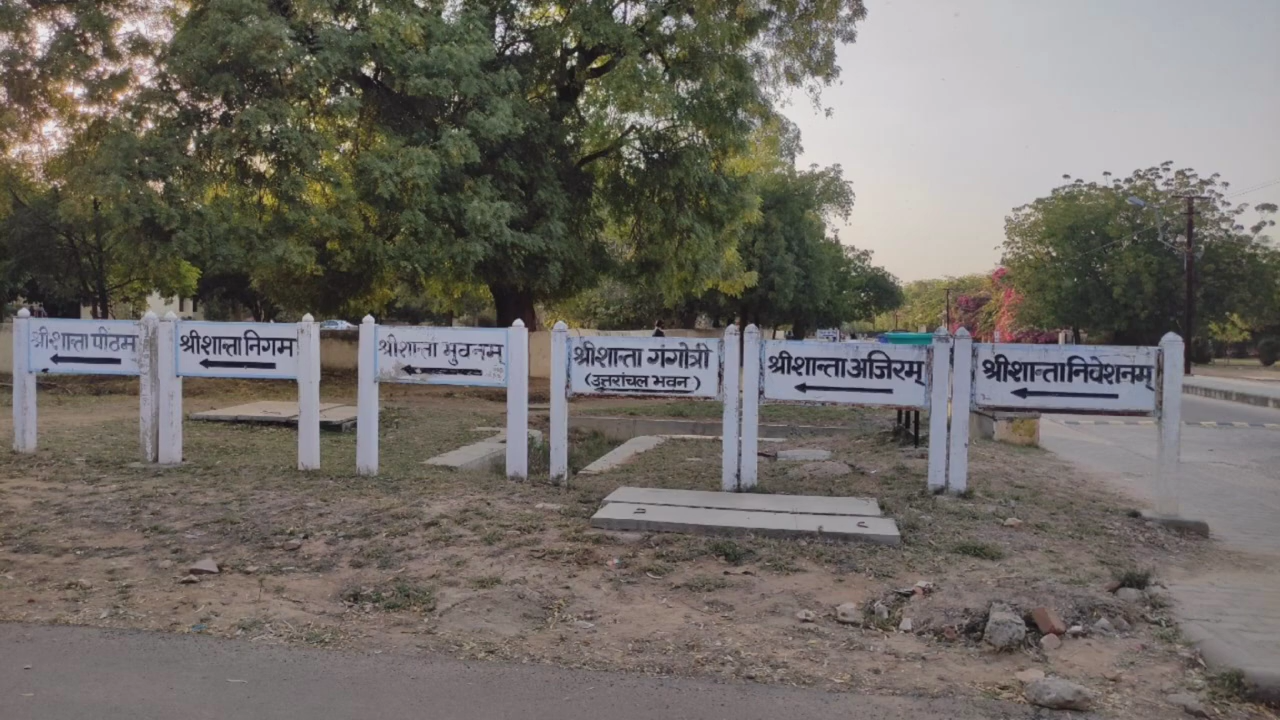 श्रीशान्ता पीठम्
श्रीशान्ता निगम
श्रीशान्ता भुवनम्
श्रीशान्ता गंगोत्री
(उत्तरांचल भवन)
श्रीशान्ता अजिरम्
श्रीशान्तानिवेशनम्